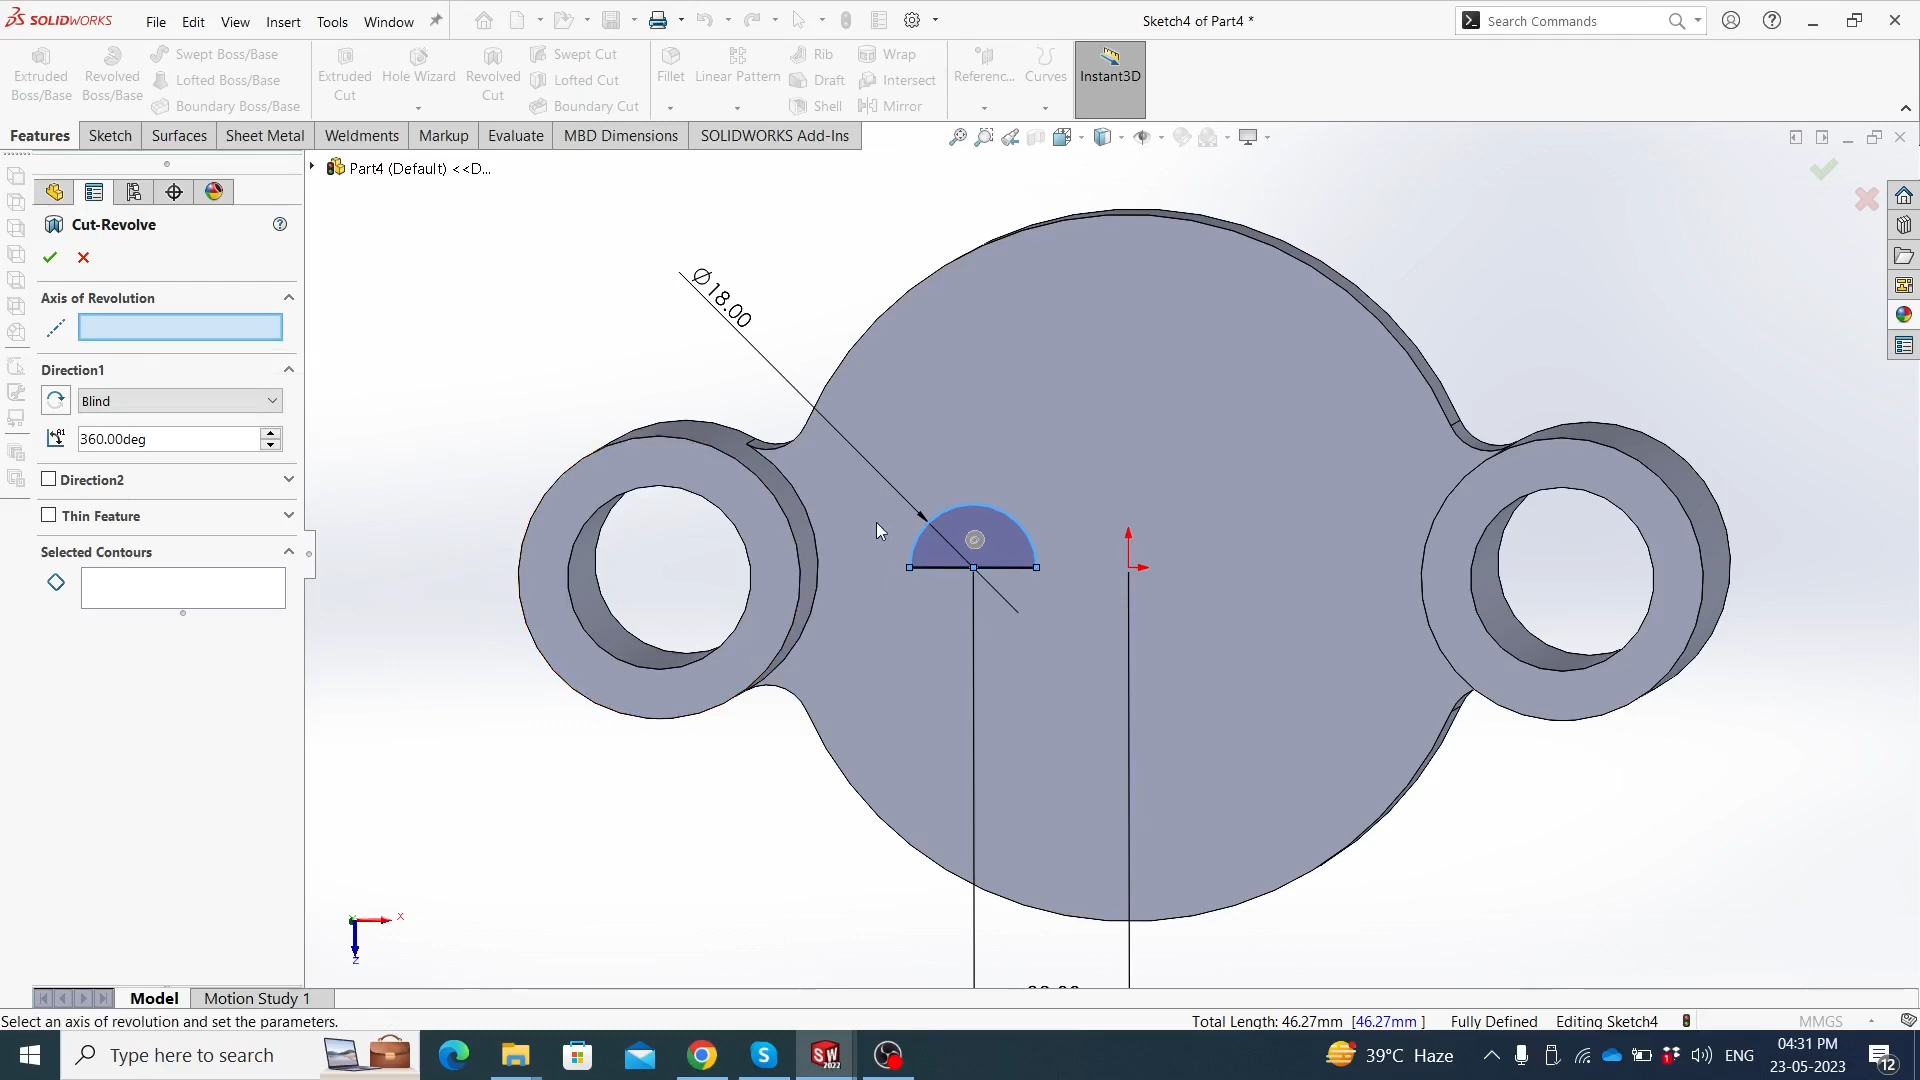 SOLIDWORKS File Edit View Insert Tools Window Sketch4 of Part4 * Search Commands
Extruded Boss/Base
Revolved Boss/Base
Swept Boss/Base
Lofted Boss/Base
Boundary Boss/Base
Extruded Cut
Hole Wizard
Revolved Cut
Swept Cut
Lofted Cut
Boundary Cut
Fillet
Linear Pattern
Rib
Draft
Shell
Wrap
Intersect
Mirror
Referenc...
Curves
Instant3D
Features Sketch Surfaces Sheet Metal Weldments Markup Evaluate MBD Dimensions SOLIDWORKS Add-Ins
Part4 (Default) <<D...
Cut-Revolve
Axis of Revolution
Direction1
Blind
360.00deg
Direction2
Thin Feature
Selected Contours
Ø18.00
X
Z
Model Motion Study 1
Select an axis of revolution and set the parameters. Total Length: 46.27mm [46.27mm ] Fully Defined Editing Sketch4 MMGS
Type here to search
SW
2022
39°C Haze
ENG
04:31 PM
23-05-2023
12